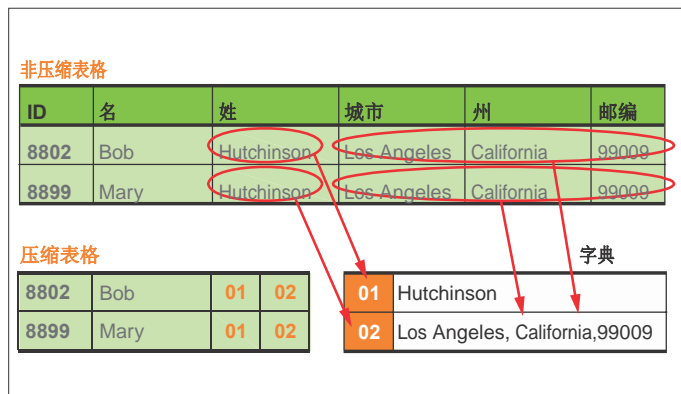 非压缩表格
ID 名 姓 城市 州 邮编
8802 Bob Hutchinson Los Angeles California 99009
8899 Mary Hutchinson Los Angeles California 99009
压缩表格 字典
8802 Bob 01 02 01 Hutchinson
8899 Mary 01 02 02 Los Angeles, California,99009